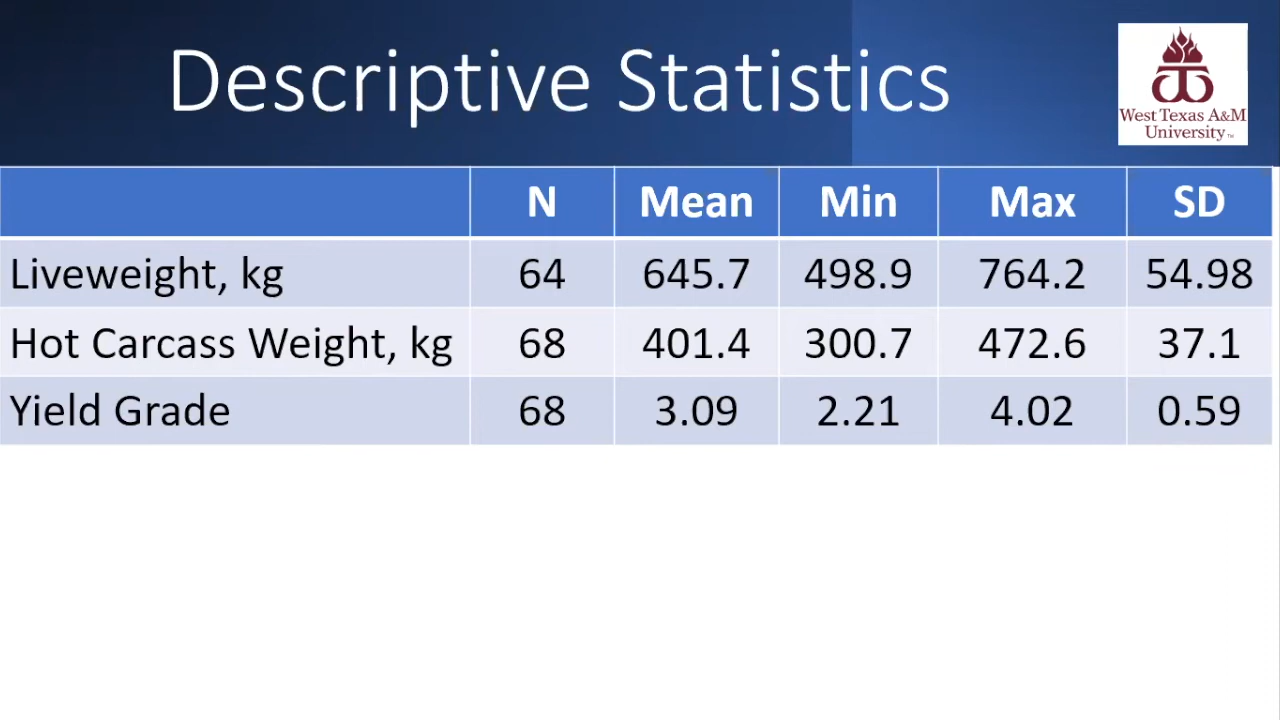 Descriptive Statistics
West Texas A&M
University™
N Mean Min Max SD
Liveweight, kg 64 645.7 498.9 764.2 54.98
Hot Carcass Weight, kg 68 401.4 300.7 472.6 37.1
Yield Grade 68 3.09 2.21 4.02 0.59